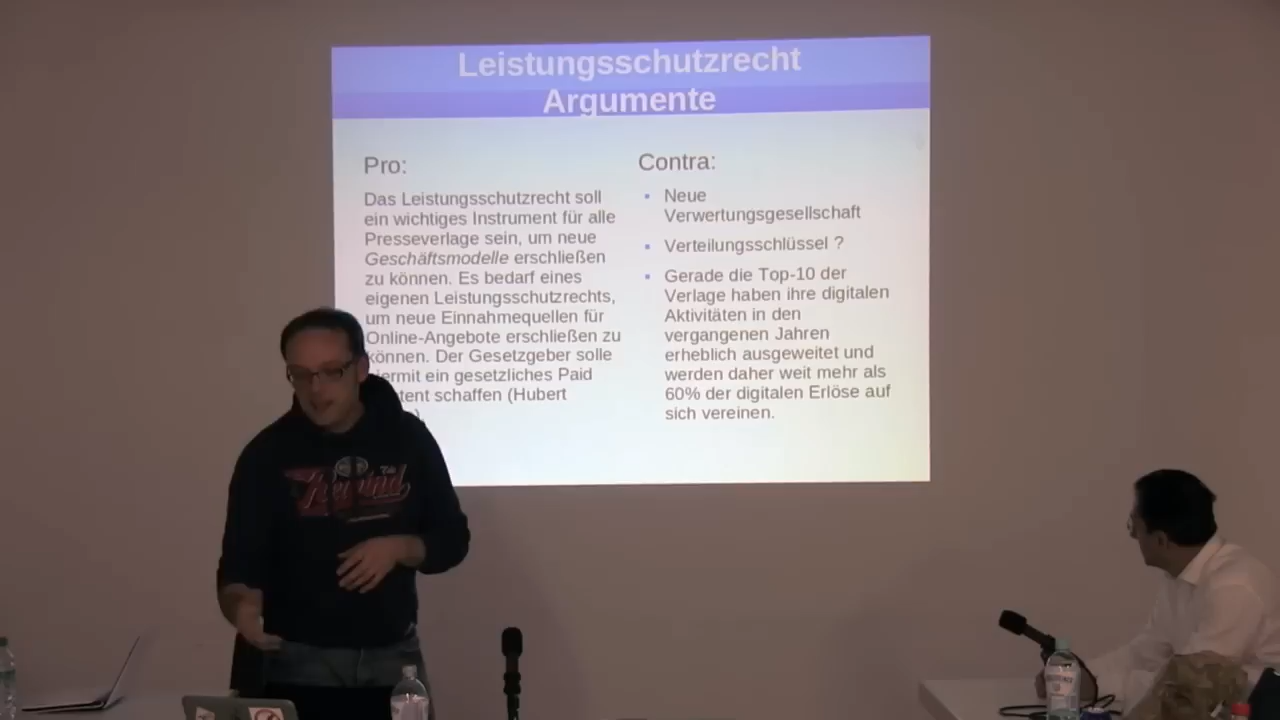 Leistungsschutzrecht
Argumente
Pro:
Das Leistungsschutzrecht soll
ein wichtiges Instrument für alle
Presseverlage sein, um neue
Geschäftsmodelle erschließen
zu können. Es bedarf eines
eigenen Leistungsschutzrechts,
um neue Einnahmequellen für
Online-Angebote erschließen zu
können. Der Gesetzgeber solle
ein gesetzliches Paid
schaffen (Hubert
Contra:
Neue
Verwertungsgesellschaft
Verteilungsschlüssel ?
Gerade die Top-10 der
Verlage haben ihre digitalen
Aktivitäten in den
vergangenen Jahren
erheblich ausgeweitet und
werden daher weit mehr als
60% der digitalen Erlöse auf
sich vereinen.